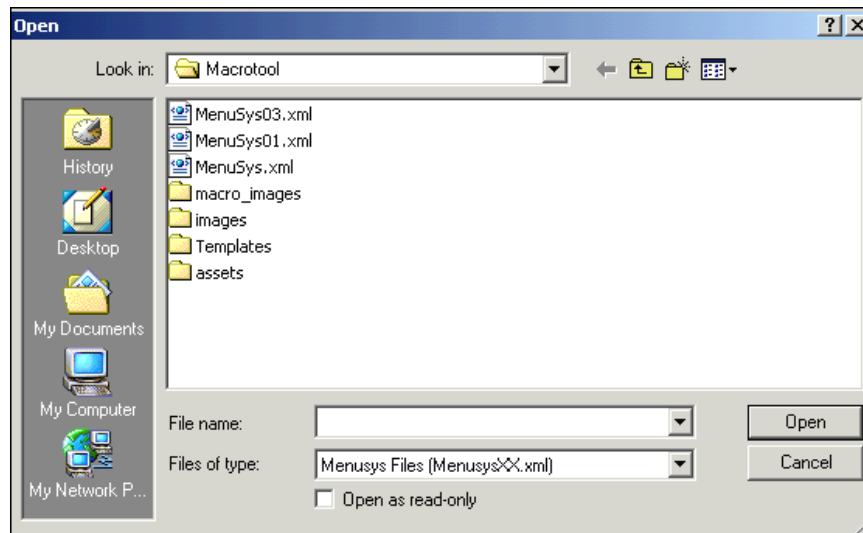 Open
Look in: Macrotool
History
Desktop
My Documents
My Computer
My Network P...
MenuSys03.xml
MenuSys01.xml
MenuSys.xml
macro_images
images
Templates
assets
File name:
Open
Files of type: Menusys Files (MenusysXX.xml)
Cancel
Open as read-only